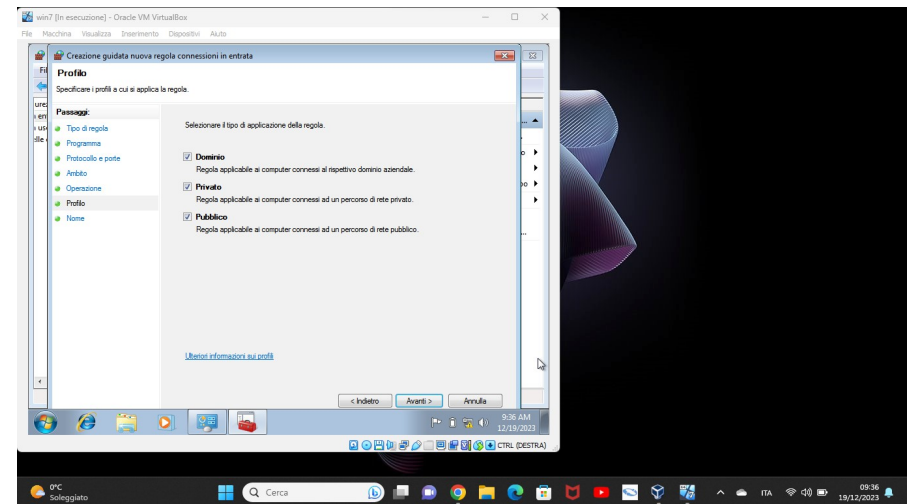 win7 [In esecuzione] - Oracle VM VirtualBox
File Macchina Visualizza Inserimento Dispositivi Aiuto
Creazione guidata nuova regola connessioni in entrata
Profilo
Specificare i profili a cui si applica la regola.
Passaggi:
Tipo di regola
Programma
Protocollo e porte
Ambito
Operazione
Profilo
Nome
Selezionare il tipo di applicazione della regola.
Dominio
Regola applicabile ai computer connessi al rispettivo dominio aziendale.
Privato
Regola applicabile ai computer connessi ad un percorso di rete privato.
Pubblico
Regola applicabile ai computer connessi ad un percorso di rete pubblico.
Ulteriori informazioni sui profili
< Indietro Avanti > Annulla
9:36 AM
12/19/2023
CTRL (DESTRA)
0°C
Soleggiato
Cerca
ITA
09:36
19/12/2023